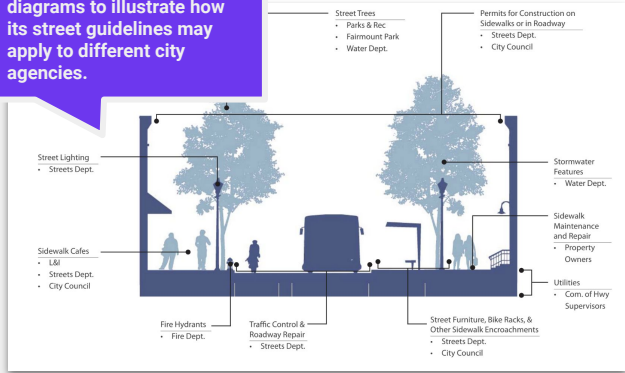 diagrams to illustrate how
its street guidelines may
apply to different city
agencies.
Street Trees
• Parks & Rec
• Fairmount Park
• Water Dept.
Permits for Construction on
Sidewalks or in Roadway
• Streets Dept.
• City Council
Street Lighting
• Streets Dept.
Stormwater
Features
• Water Dept.
Sidewalk
Maintenance
and Repair
• Property
Owners
Sidewalk Cafes
• L&I
• Streets Dept.
• City Council
Utilities
• Com. of Hwy
Supervisors
Fire Hydrants
• Fire Dept.
Traffic Control &
Roadway Repair
• Streets Dept.
Street Furniture, Bike Racks, &
Other Sidewalk Encroachments
• Streets Dept.
• City Council